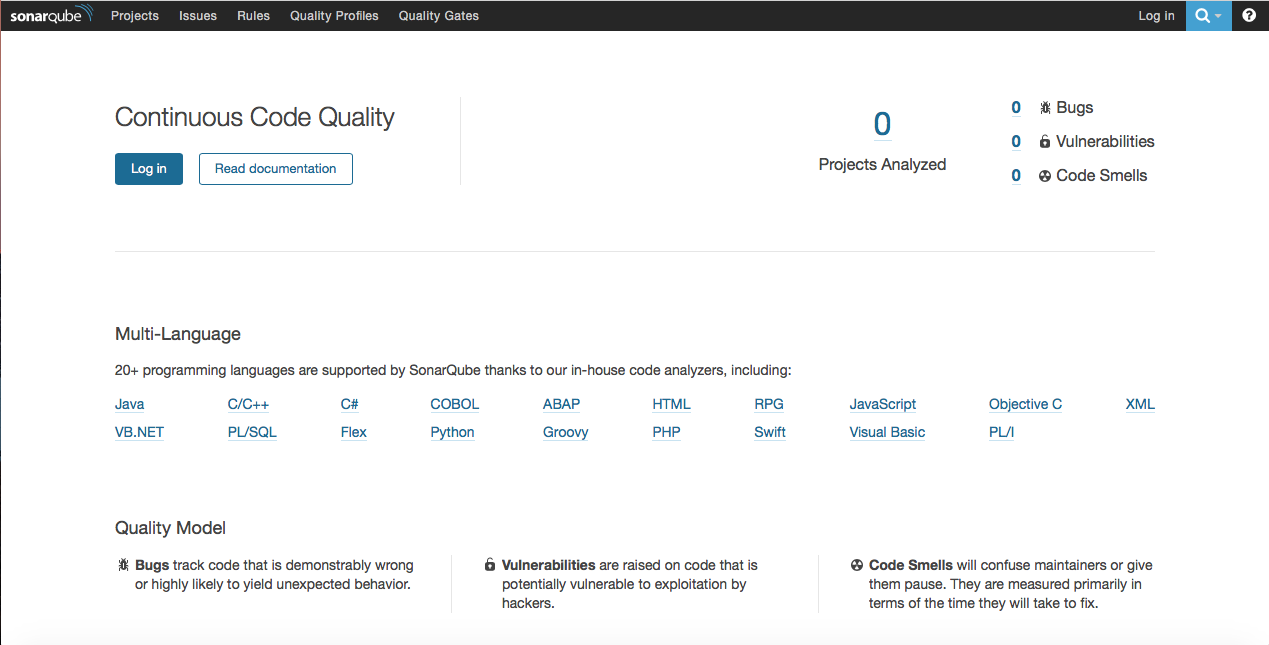 sonarqube Projects Issues Rules Quality Profiles Quality Gates Log in
Continuous Code Quality
Log in Read documentation
0
Projects Analyzed
0 Bugs
0 Vulnerabilities
0 Code Smells
Multi-Language
20+ programming languages are supported by SonarQube thanks to our in-house code analyzers, including:
Java C/C++ C# COBOL ABAP HTML RPG JavaScript Objective C XML
VB.NET PL/SQL Flex Python Groovy PHP Swift Visual Basic PL/I
Quality Model
Bugs track code that is demonstrably wrong
or highly likely to yield unexpected behavior.
Vulnerabilities are raised on code that is
potentially vulnerable to exploitation by
hackers.
Code Smells will confuse maintainers or give
them pause. They are measured primarily in
terms of the time they will take to fix.